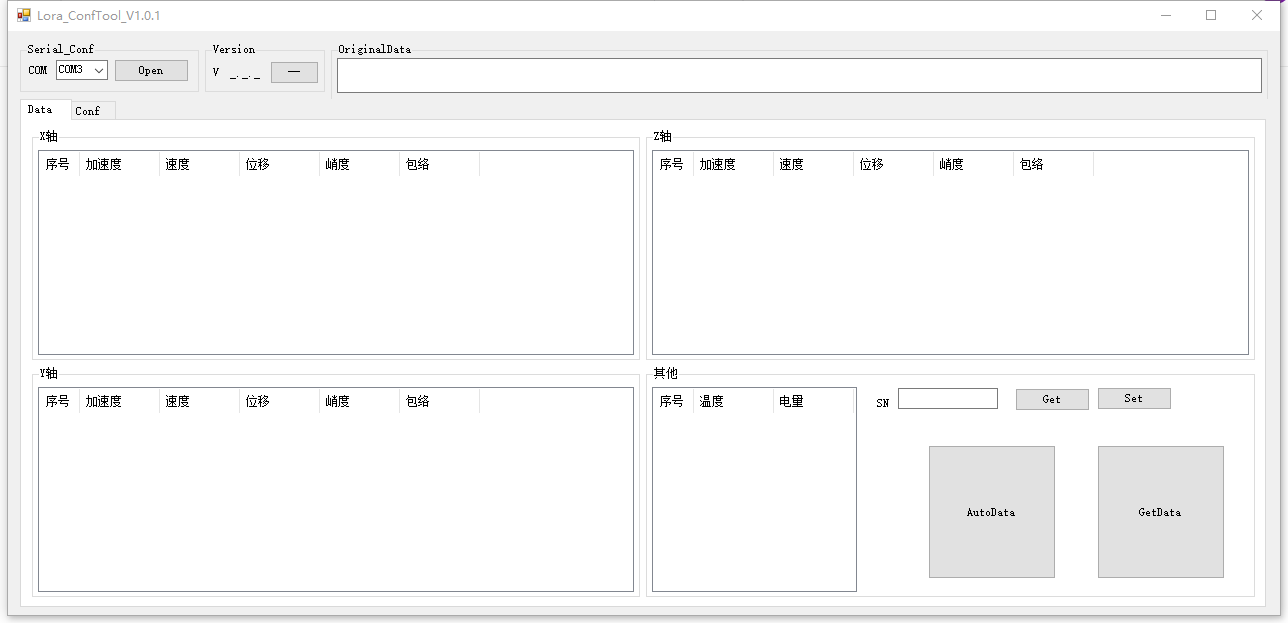 Lora_ConfTool_V1.0.1
Serial_Conf
COM COM3 Open
Version
V _._._ —
OriginalData
Data Conf
X轴
序号 加速度 速度 位移 峭度 包络
Z轴
序号 加速度 速度 位移 峭度 包络
Y轴
序号 加速度 速度 位移 峭度 包络
其他
序号 温度 电量
SN Get Set
AutoData GetData